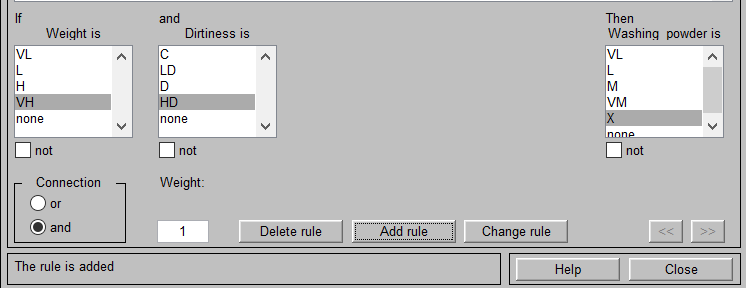 If and Then
Weight is Dirtiness is Washing powder is
VL C VL
L LD L
H D M
VH HD VM
none none X
none
not not not
Connection Weight:
or
and 1 Delete rule Add rule Change rule << >>
The rule is added Help Close